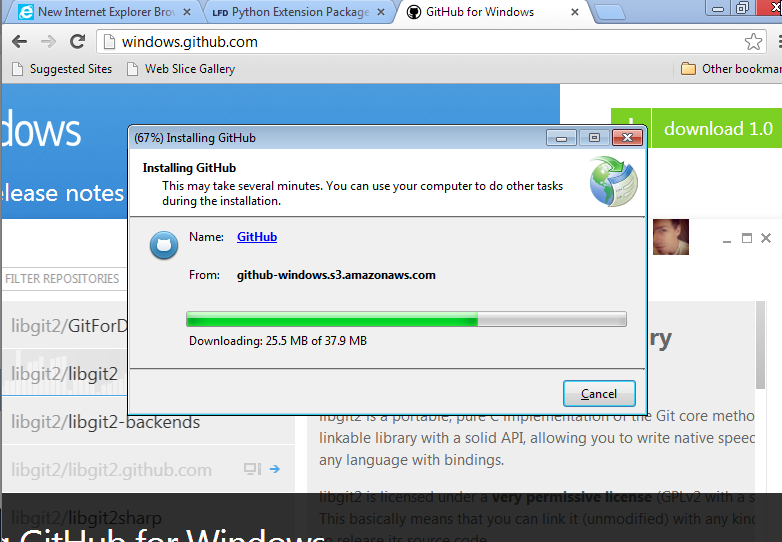 New Internet Explorer Brow
LFD Python Extension Package
GitHub for Windows
windows.github.com
Suggested Sites
Web Slice Gallery
Other bookmar
dows
download 1.0
lease notes
(67%) Installing GitHub
Installing GitHub
This may take several minutes. You can use your computer to do other tasks
during the installation.
Name: GitHub
From: github-windows.s3.amazonaws.com
Downloading: 25.5 MB of 37.9 MB
Cancel
FILTER REPOSITORIES
libgit2/GitForD
libgit2/libgit2
libgit2/libgit2-backends
libgit2/libgit2.github.com
libgit2/libgit2sharp
ry
libgit2 is a portable, pure C implementation of the Git core metho
linkable library with a solid API, allowing you to write native speed
any language with bindings.
libgit2 is licensed under a very permissive license (GPLv2 with a s
This basically means that you can link it (unmodified) with any kind
release its source code.
g GitHub for Windows